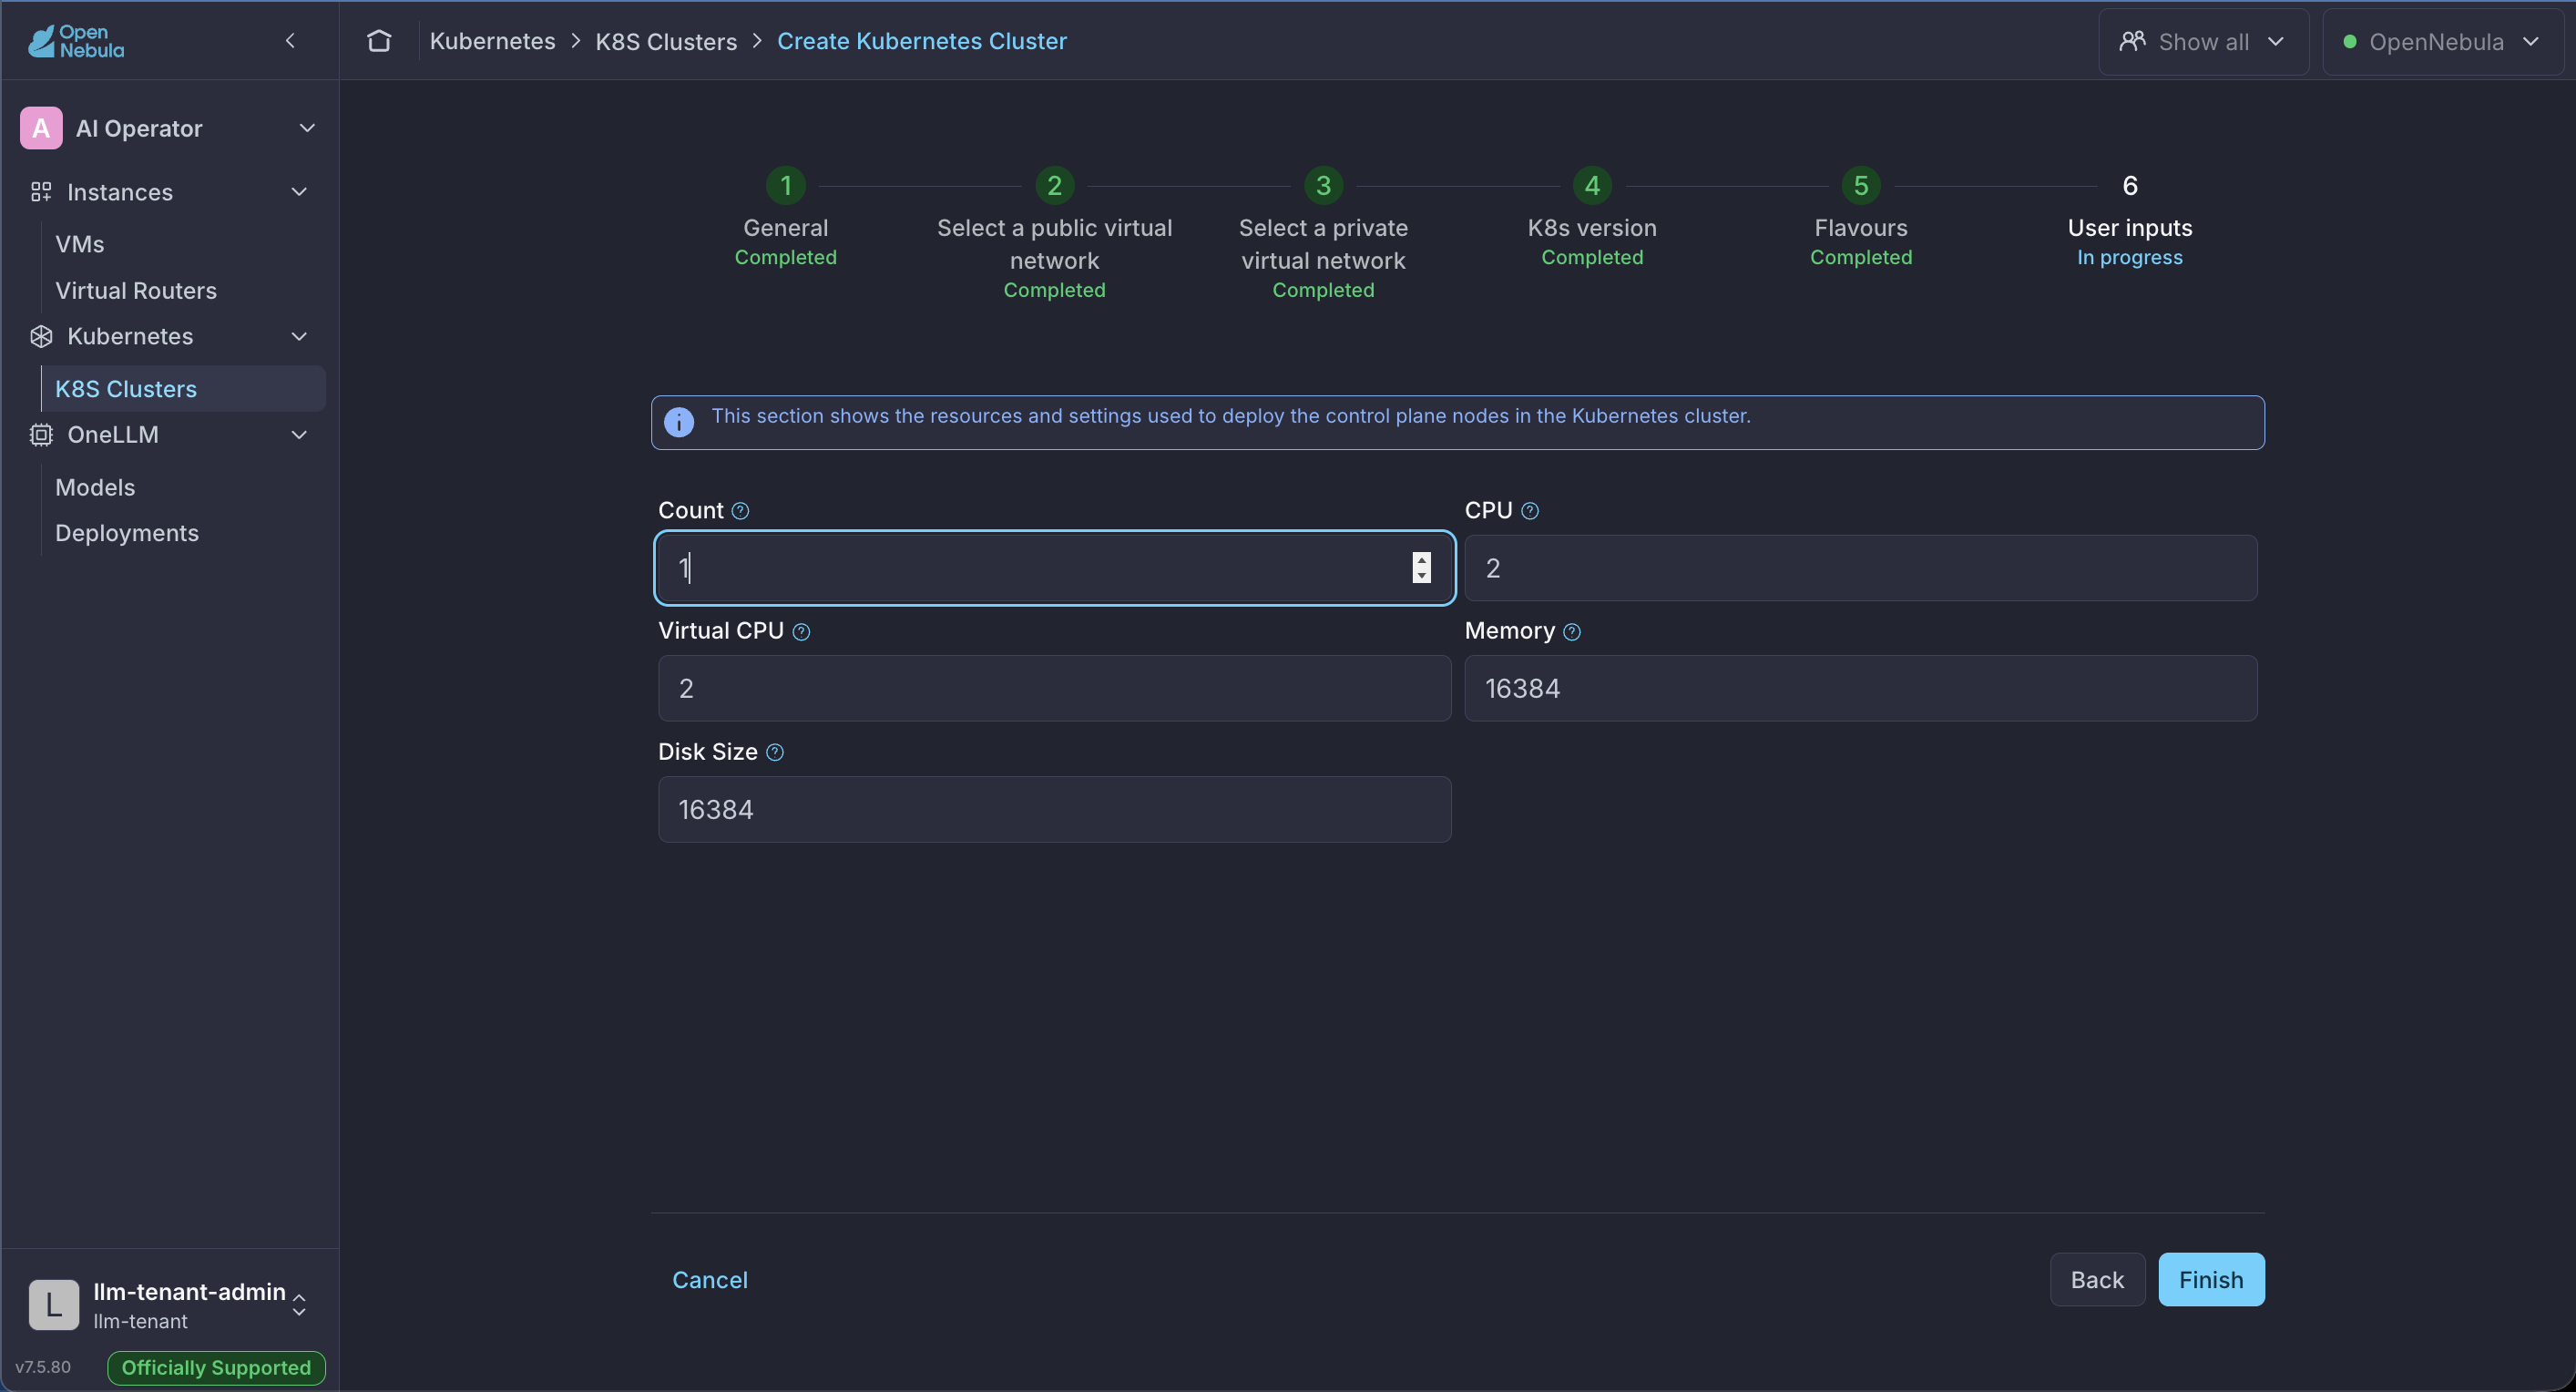 Open
Nebula
Kubernetes > K8S Clusters > Create Kubernetes Cluster
Show all
OpenNebula
A AI Operator
Instances
VMs
Virtual Routers
Kubernetes
K8S Clusters
OneLLM
Models
Deployments
1
General
Completed
2
Select a public virtual
network
Completed
3
Select a private
virtual network
Completed
4
K8s version
Completed
5
Flavours
Completed
6
User inputs
In progress
This section shows the resources and settings used to deploy the control plane nodes in the Kubernetes cluster.
Count
1
CPU
2
Virtual CPU
2
Memory
16384
Disk Size
16384
Cancel
Back
Finish
L
llm-tenant-admin
llm-tenant
v7.5.80
Officially Supported